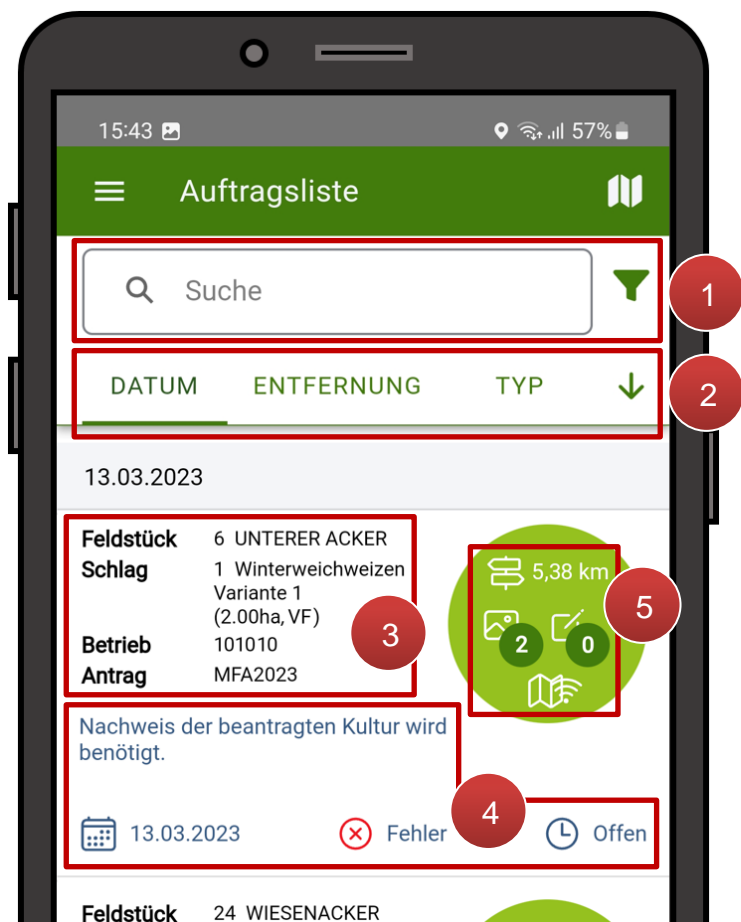 15:43 57%
Auftragsliste
Suche
1
DATUM ENTFERNUNG TYP
2
13.03.2023
Feldstück 6 UNTERER ACKER
Schlag 1 Winterweichweizen
Variante 1
(2.00ha, VF)
Betrieb 101010
Antrag MFA2023
3
5,38 km
5
2 0
Nachweis der beantragten Kultur wird
benötigt.
4
13.03.2023 Fehler Offen
Feldstück 24 WIESENACKER